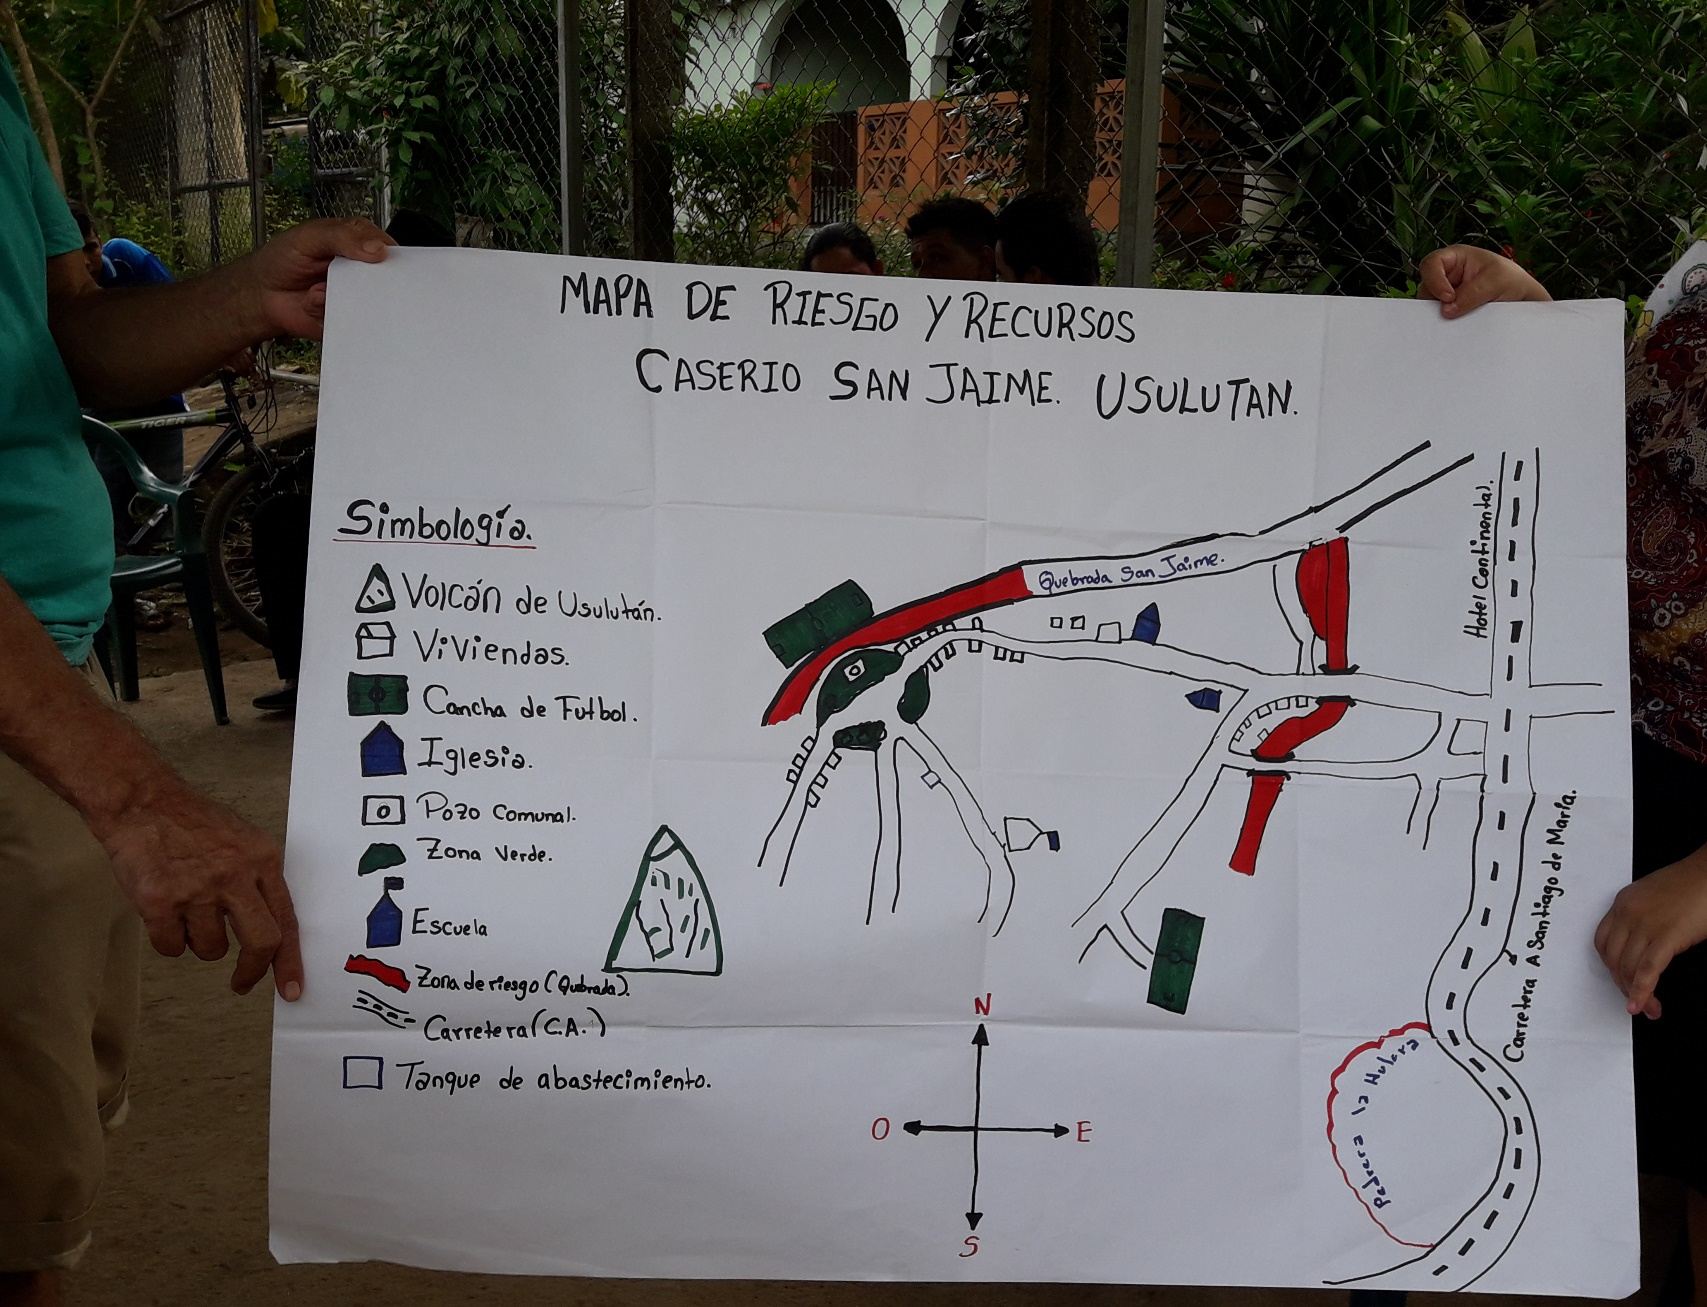 MAPA DE RIESGO Y RECURSOS
CASERIO SAN JAIME. USULUTAN.
Simbología.
Volcán de Usulután.
Viviendas.
Cancha de Futbol.
Iglesia.
Pozo Comunal.
Zona Verde.
Escuela
Zona de riesgo (Quebrada).
Carretera (C.A.)
Tanque de abastecimiento.
Quebrada San Jaime.
Hotel Continental).
Carretera A Santiago de María.
Pedrera la Hulera
N
O
E
S
TIGER